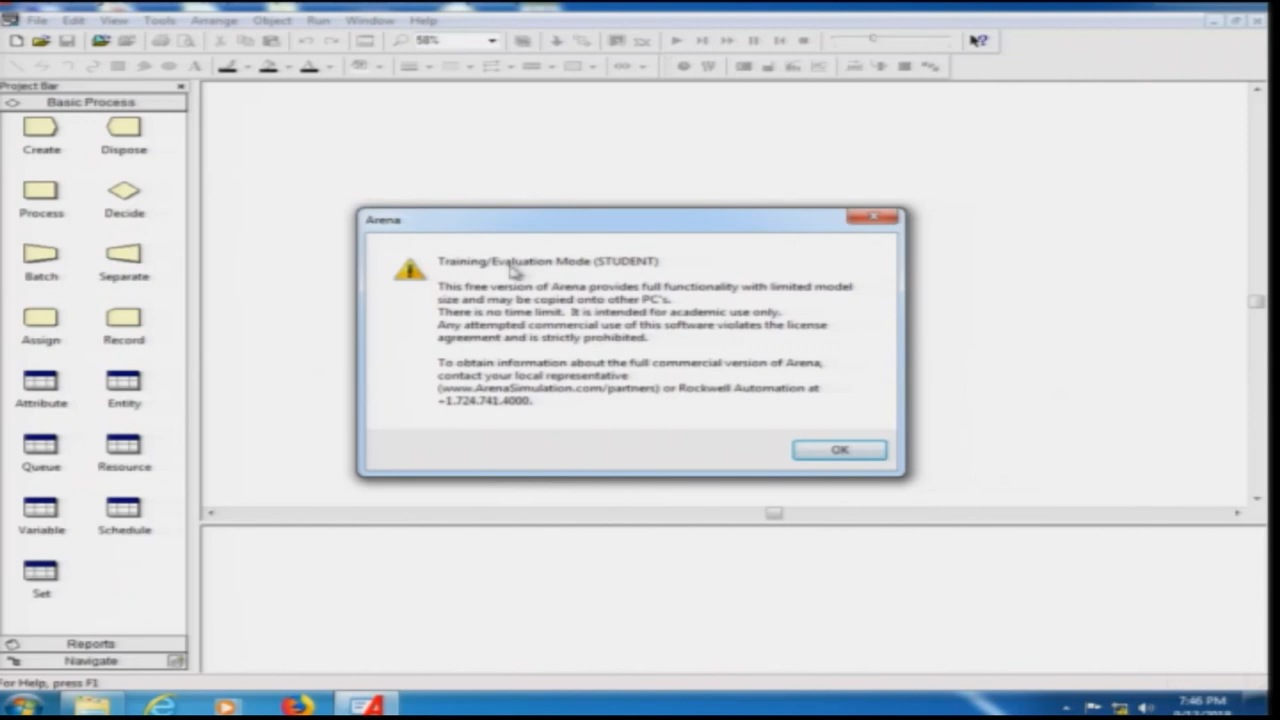 File Edit View Tools Arrange Object Run Window Help
58%
Project Bar
Basic Process
Create Dispose
Process Decide
Batch Separate
Assign Record
Attribute Entity
Queue Resource
Variable Schedule
Set
Reports
Navigate
Arena
Training/Evaluation Mode (STUDENT)
This free version of Arena provides full functionality with limited model
size and may be copied onto other PC's.
There is no time limit. It is intended for academic use only.
Any attempted commercial use of this software violates the license
agreement and is strictly prohibited.
To obtain information about the full commercial version of Arena,
contact your local representative
(www.ArenaSimulation.com/partners) or Rockwell Automation at
+1.724.741.4000.
OK
For Help, press F1
7:46 PM